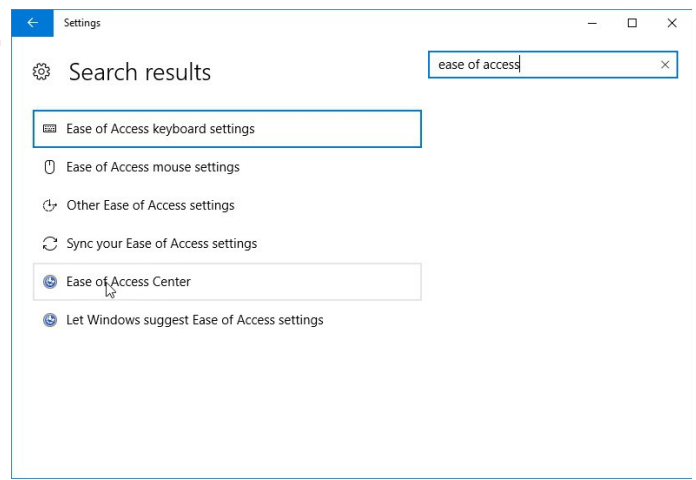 Settings
Search results
ease of access
Ease of Access keyboard settings
Ease of Access mouse settings
Other Ease of Access settings
Sync your Ease of Access settings
Ease of Access Center
Let Windows suggest Ease of Access settings